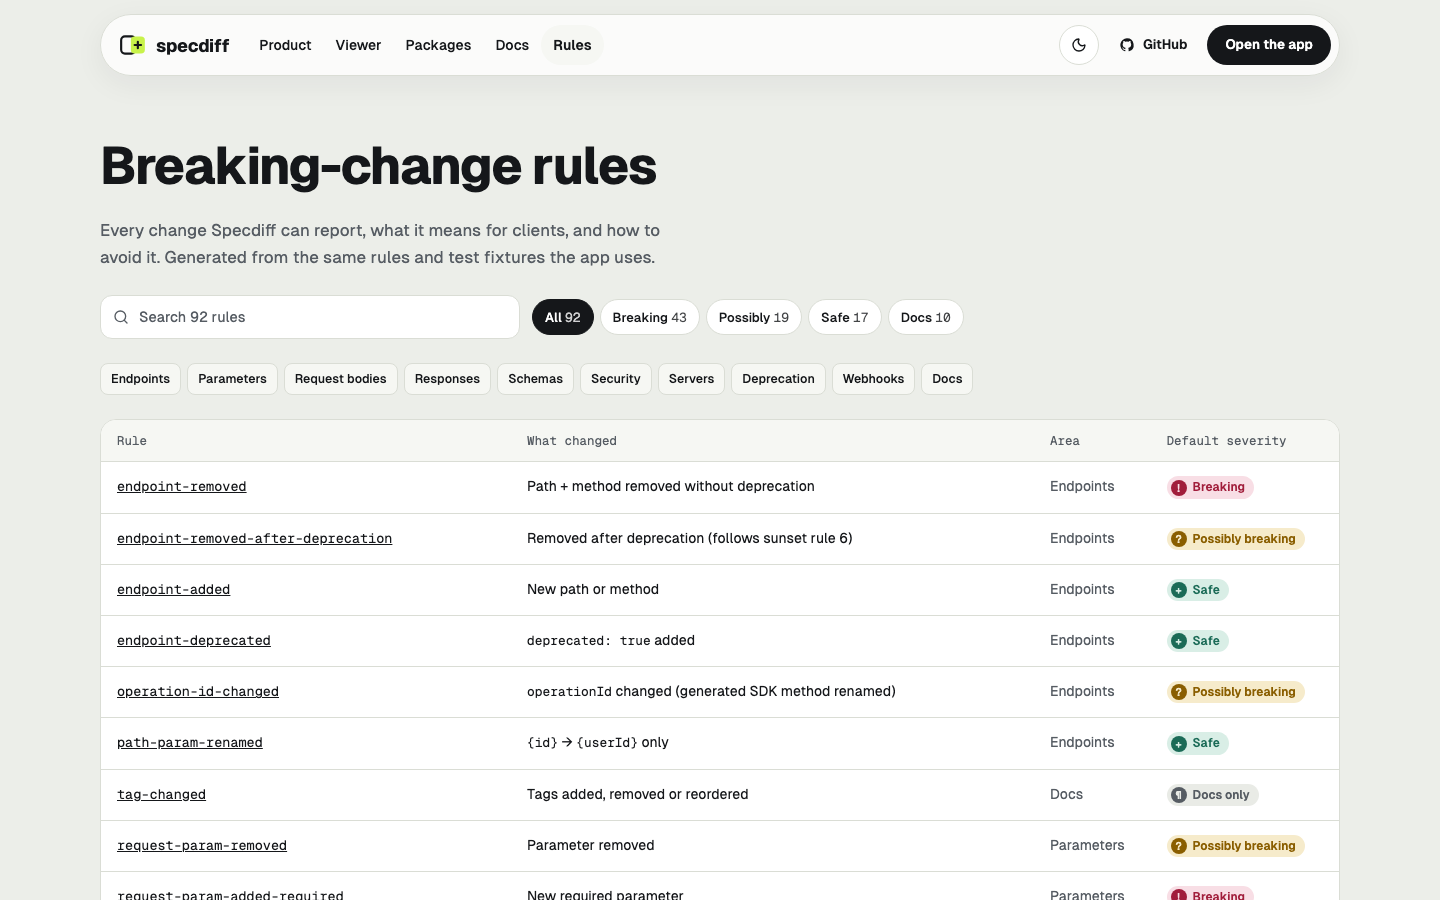 specdiff Product Viewer Packages Docs Rules GitHub Open the app
Breaking-change rules
Every change Specdiff can report, what it means for clients, and how to
avoid it. Generated from the same rules and test fixtures the app uses.
Search 92 rules All 92 Breaking 43 Possibly 19 Safe 17 Docs 10
Endpoints Parameters Request bodies Responses Schemas Security Servers Deprecation Webhooks Docs
Rule What changed Area Default severity
endpoint-removed Path + method removed without deprecation Endpoints ! Breaking
endpoint-removed-after-deprecation Removed after deprecation (follows sunset rule 6) Endpoints ? Possibly breaking
endpoint-added New path or method Endpoints + Safe
endpoint-deprecated deprecated: true added Endpoints + Safe
operation-id-changed operationId changed (generated SDK method renamed) Endpoints ? Possibly breaking
path-param-renamed {id} → {userId} only Endpoints + Safe
tag-changed Tags added, removed or reordered Docs ¶ Docs only
request-param-removed Parameter removed Parameters ? Possibly breaking
request-param-added-required New required parameter Parameters ! Breaking